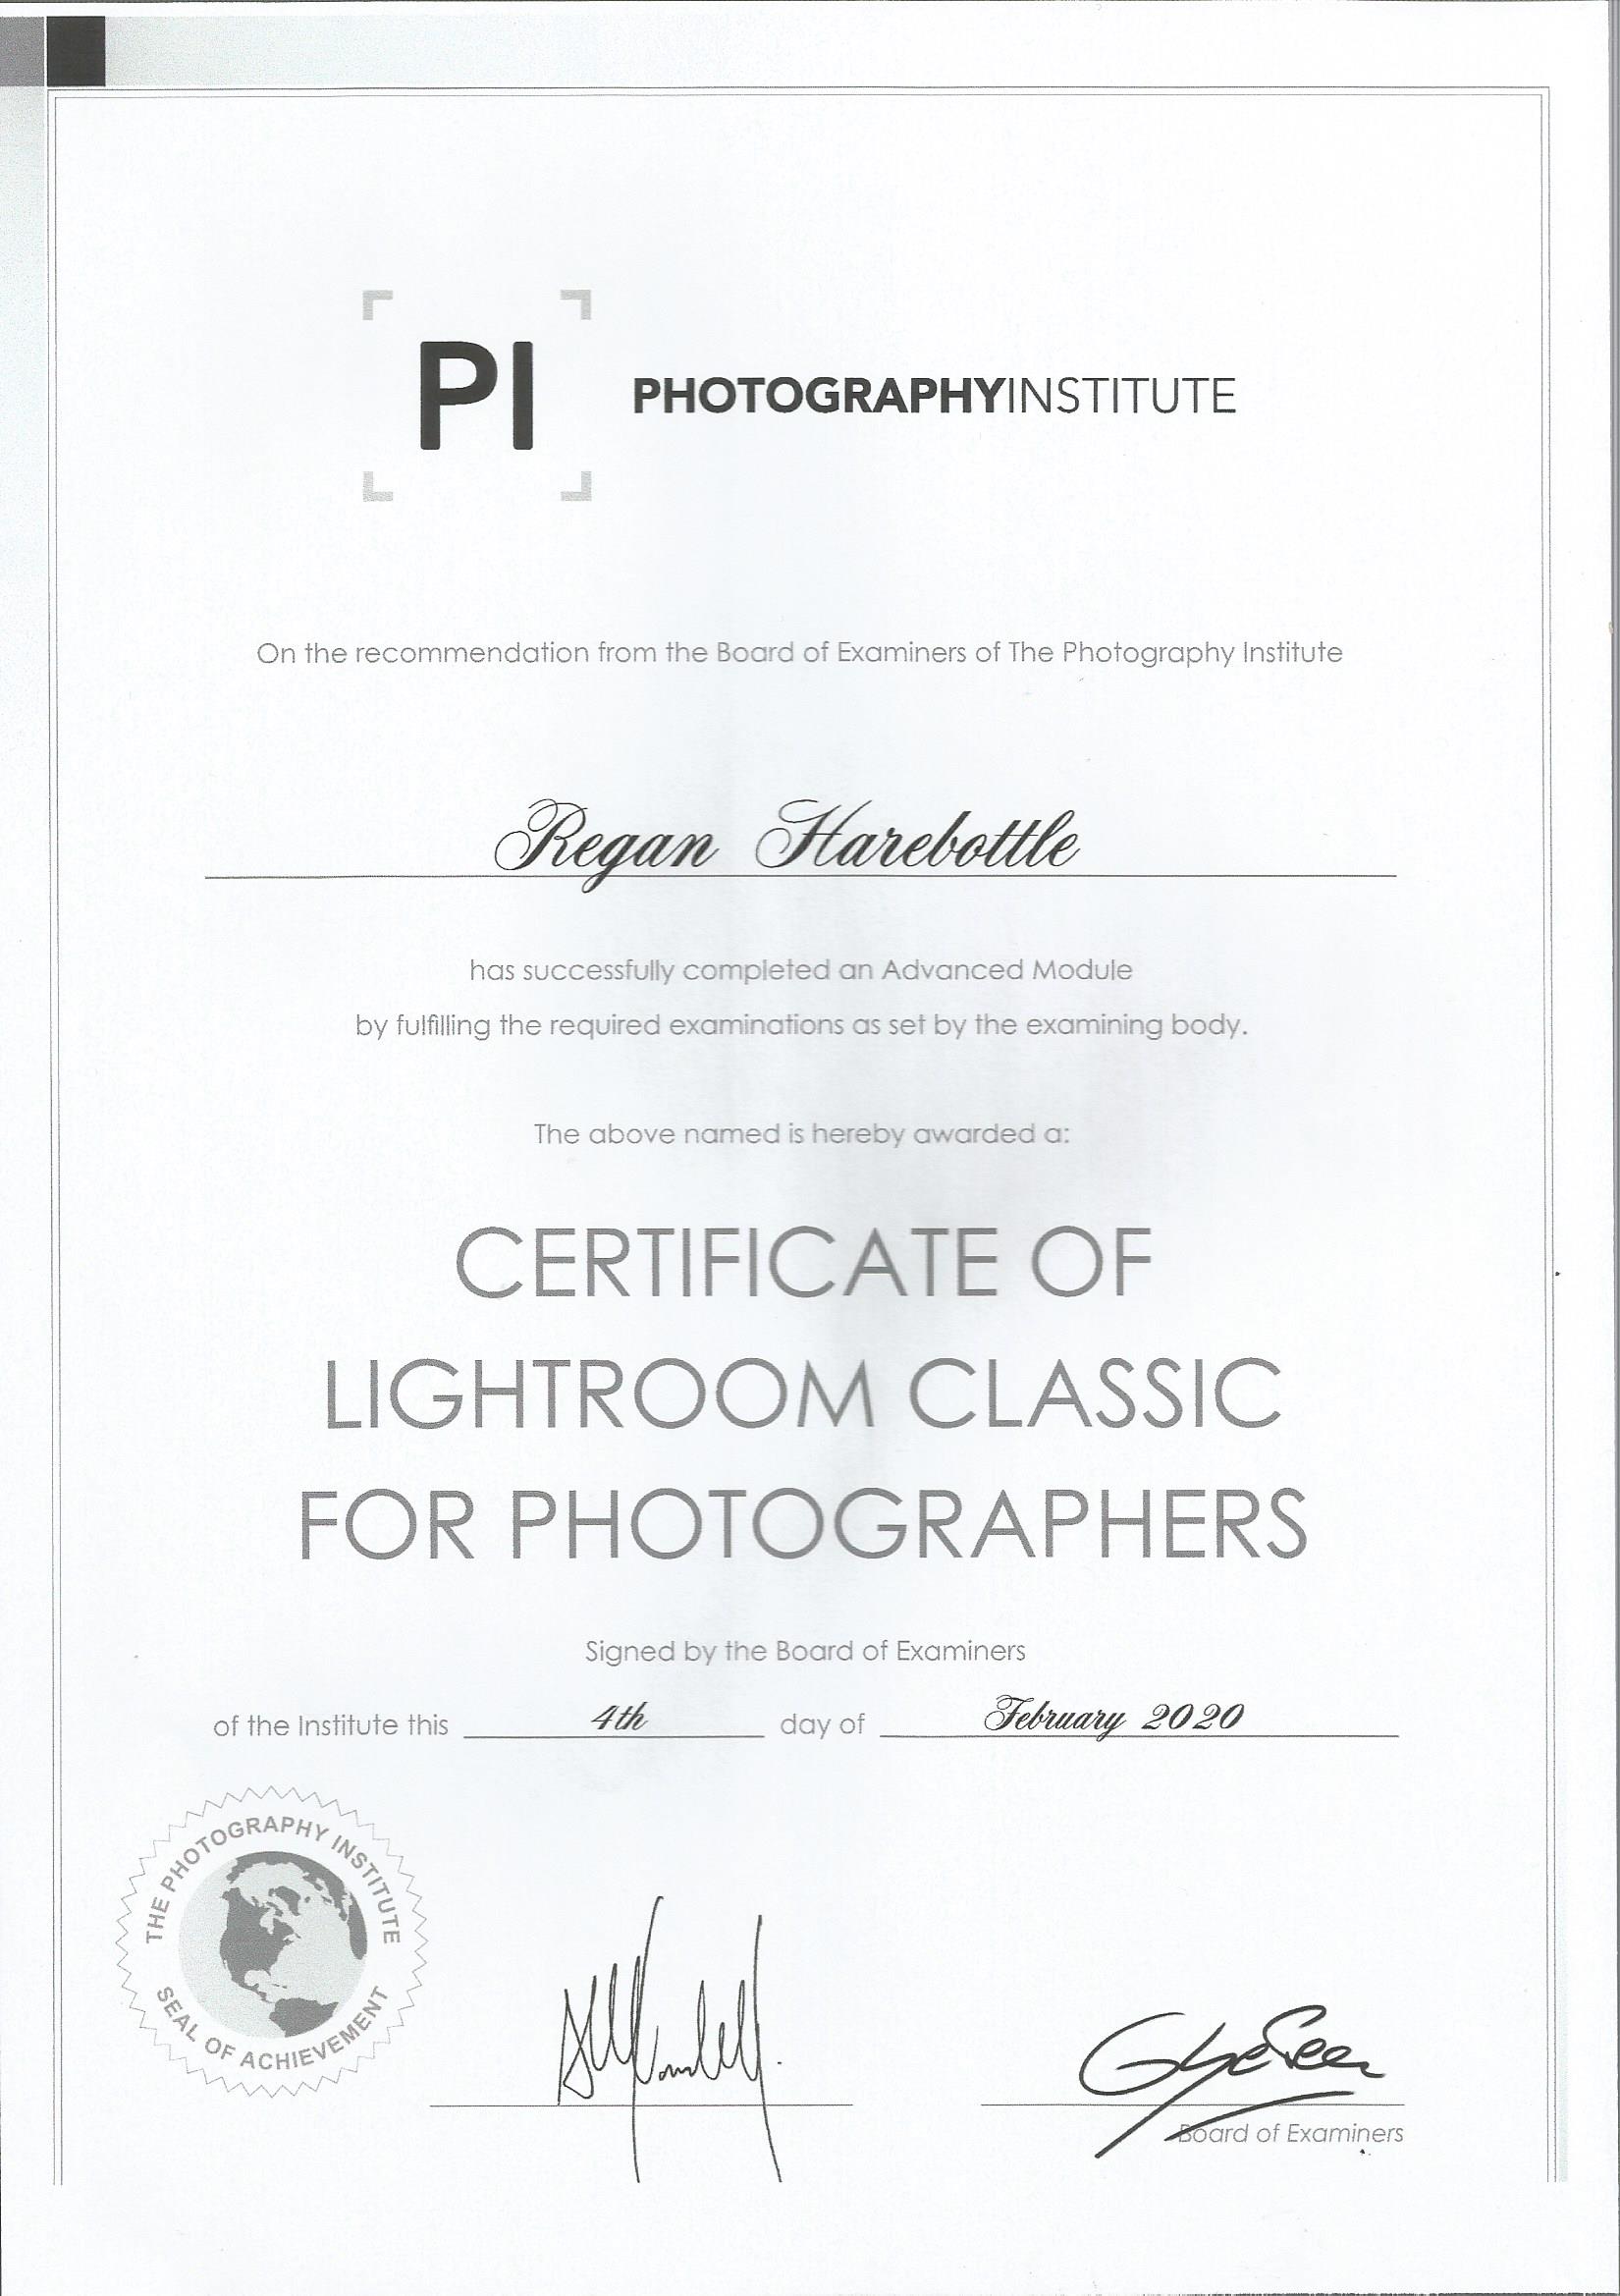 PI
PHOTOGRAPHYINSTITUTE
On the recommendation from the Board of Examiners of The Photography Institute
Regan Harebottle
has successfully completed an Advanced Module
by fulfilling the required examinations as set by the examining body.
The above named is hereby awarded a:
CERTIFICATE OF
LIGHTROOM CLASSIC
FOR PHOTOGRAPHERS
Signed by the Board of Examiners
of the Institute this 4th day of February 2020
THE PHOTOGRAPHY INSTITUTE
SEAL OF ACHIEVEMENT
Board of Examiners